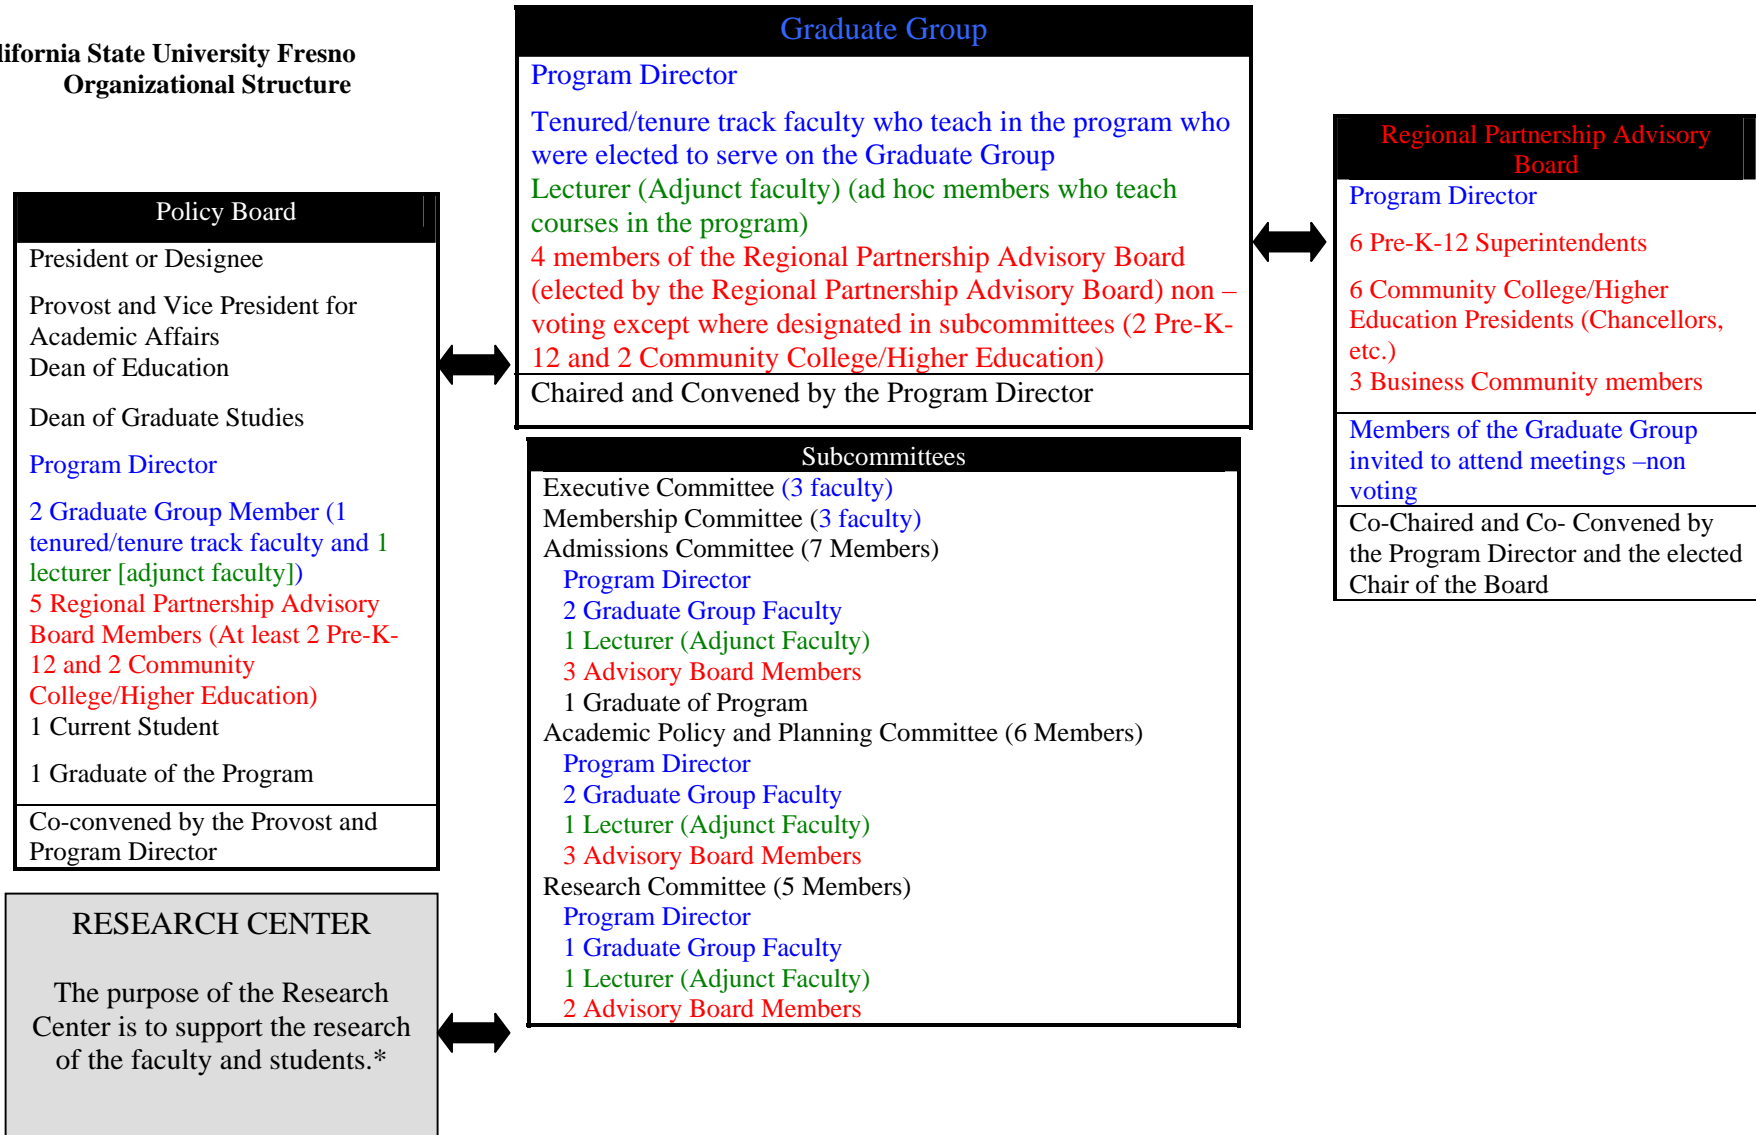 lifornia State University Fresno
Organizational Structure
Graduate Group
Program Director
Tenured/tenure track faculty who teach in the program who
were elected to serve on the Graduate Group
Lecturer (Adjunct faculty) (ad hoc members who teach
courses in the program)
4 members of the Regional Partnership Advisory Board
(elected by the Regional Partnership Advisory Board) non –
voting except where designated in subcommittees (2 Pre-K-
12 and 2 Community College/Higher Education)
Chaired and Convened by the Program Director
Policy Board
President or Designee
Provost and Vice President for
Academic Affairs
Dean of Education
Dean of Graduate Studies
Program Director
2 Graduate Group Member (1
tenured/tenure track faculty and 1
lecturer [adjunct faculty])
5 Regional Partnership Advisory
Board Members (At least 2 Pre-K-
12 and 2 Community
College/Higher Education)
1 Current Student
1 Graduate of the Program
Co-convened by the Provost and
Program Director
Regional Partnership Advisory
Board
Program Director
6 Pre-K-12 Superintendents
6 Community College/Higher
Education Presidents (Chancellors,
etc.)
3 Business Community members
Members of the Graduate Group
invited to attend meetings –non
voting
Co-Chaired and Co- Convened by
the Program Director and the elected
Chair of the Board
Subcommittees
Executive Committee (3 faculty)
Membership Committee (3 faculty)
Admissions Committee (7 Members)
Program Director
2 Graduate Group Faculty
1 Lecturer (Adjunct Faculty)
3 Advisory Board Members
1 Graduate of Program
Academic Policy and Planning Committee (6 Members)
Program Director
2 Graduate Group Faculty
1 Lecturer (Adjunct Faculty)
3 Advisory Board Members
Research Committee (5 Members)
Program Director
1 Graduate Group Faculty
1 Lecturer (Adjunct Faculty)
2 Advisory Board Members
RESEARCH CENTER
The purpose of the Research
Center is to support the research
of the faculty and students.*